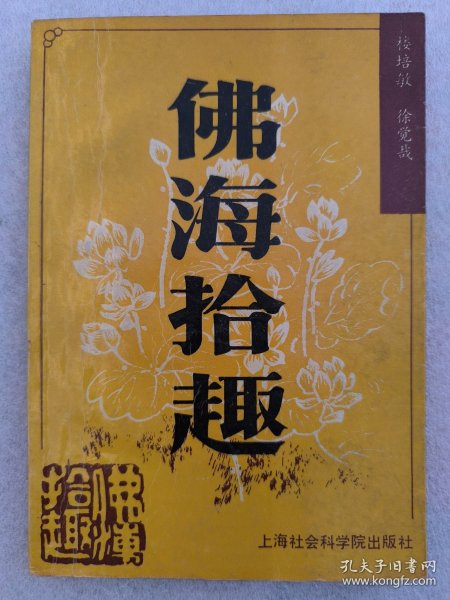 佛海拾趣
楼培敏 徐觉哉
佛海拾趣
上海社会科学院出版社
孔夫子旧书网
www.kongfz.com